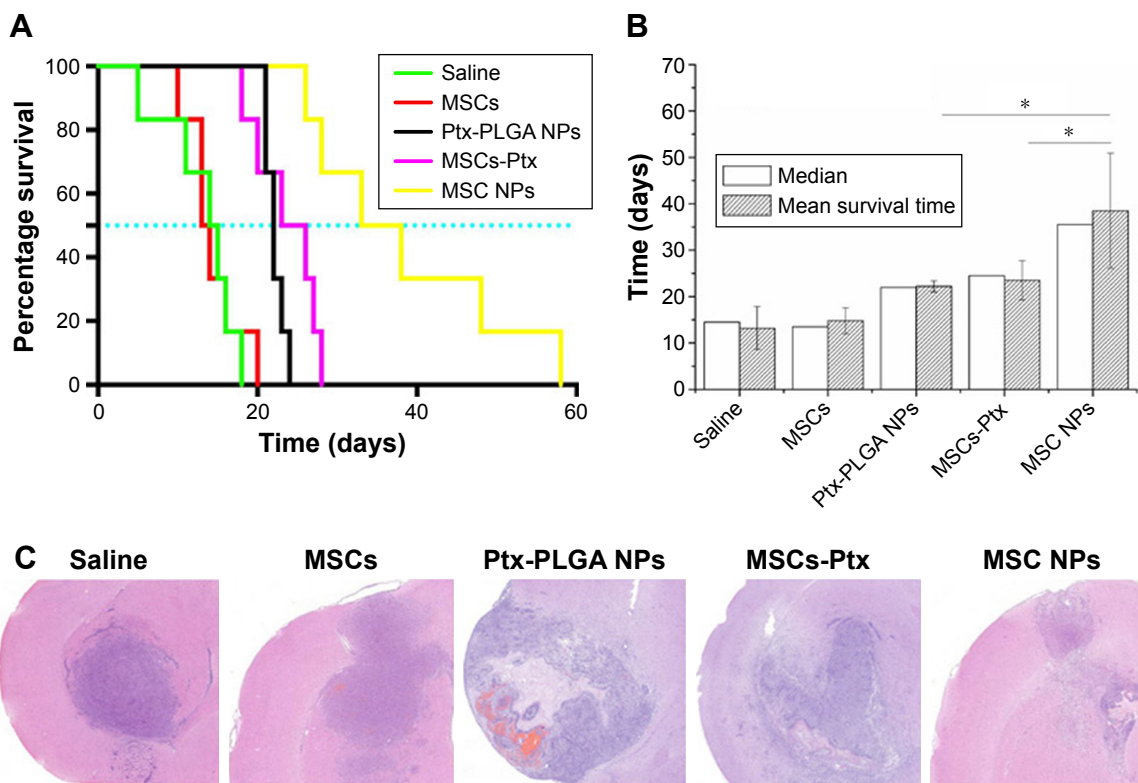 A
Percentage survival
100
80
60
40
20
0
0
20
40
60
Time (days)
Saline
MSCs
Ptx-PLGA NPs
MSCs-Ptx
MSC NPs
B
Time (days)
70
60
50
40
30
20
10
0
*
*
Median
Mean survival time
Saline
MSCs
Ptx-PLGA NPs
MSCs-Ptx
MSC NPs
C
Saline
MSCs
Ptx-PLGA NPs
MSCs-Ptx
MSC NPs